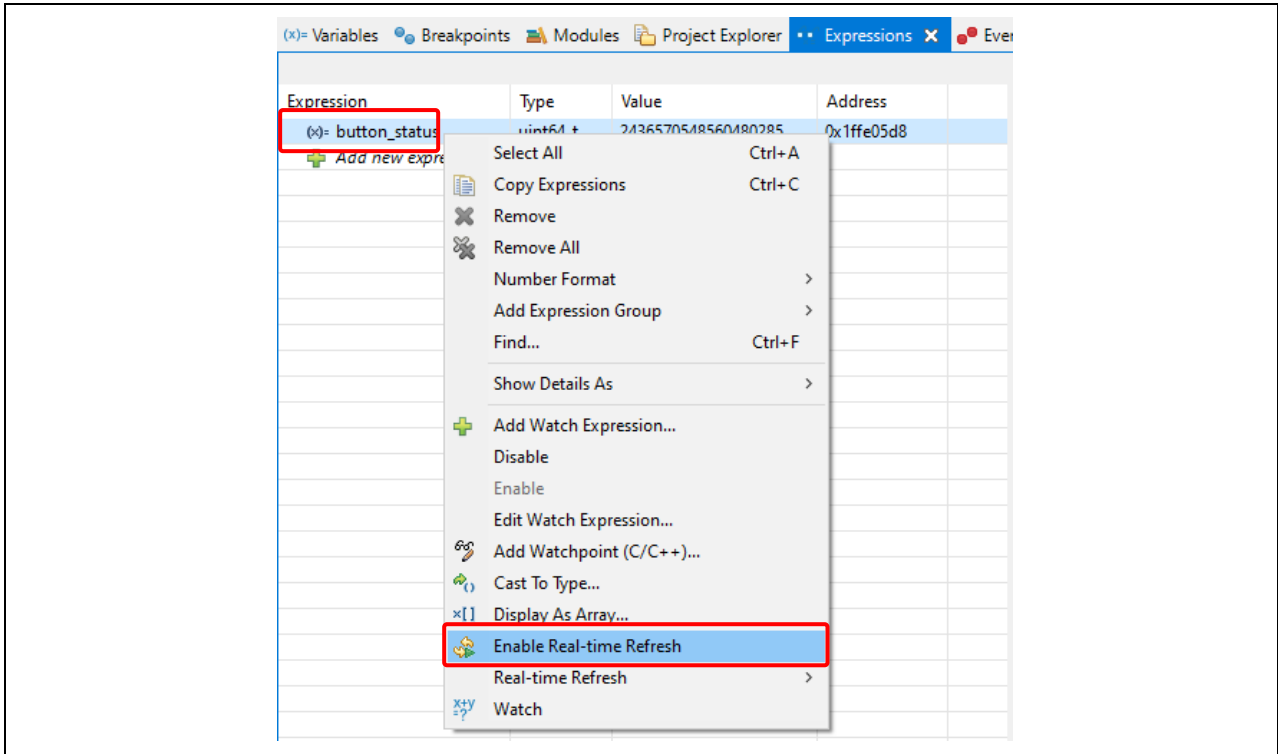 (x)= Variables Breakpoints Modules Project Explorer Expressions Even
Expression Type Value Address
(x)= button_status uint64_t 2436570548560480285 0x1ffe05d8
Add new expre
Select All Ctrl+A
Copy Expressions Ctrl+C
Remove
Remove All
Number Format
Add Expression Group
Find... Ctrl+F
Show Details As
Add Watch Expression...
Disable
Enable
Edit Watch Expression...
Add Watchpoint (C/C++)...
Cast To Type...
Display As Array...
Enable Real-time Refresh
Real-time Refresh
Watch